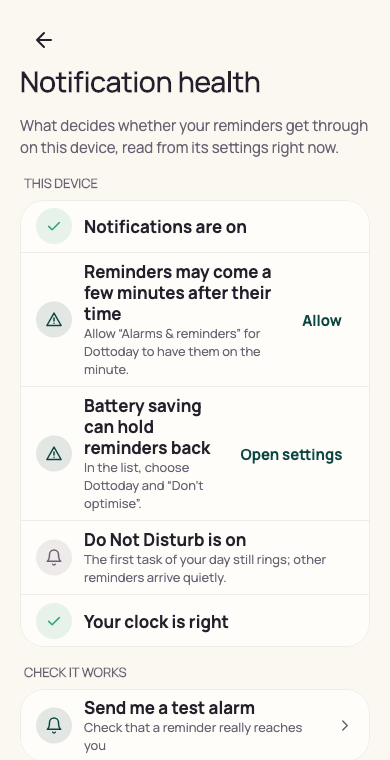 Notification health
What decides whether your reminders get through
on this device, read from its settings right now.
THIS DEVICE
Notifications are on
Reminders may come a
few minutes after their
time
Allow “Alarms & reminders” for
Dottoday to have them on the
minute.
Allow
Battery saving
can hold
reminders back
In the list, choose
Dottoday and “Don’t
optimise”.
Open settings
Do Not Disturb is on
The first task of your day still rings; other
reminders arrive quietly.
Your clock is right
CHECK IT WORKS
Send me a test alarm
Check that a reminder really reaches
you